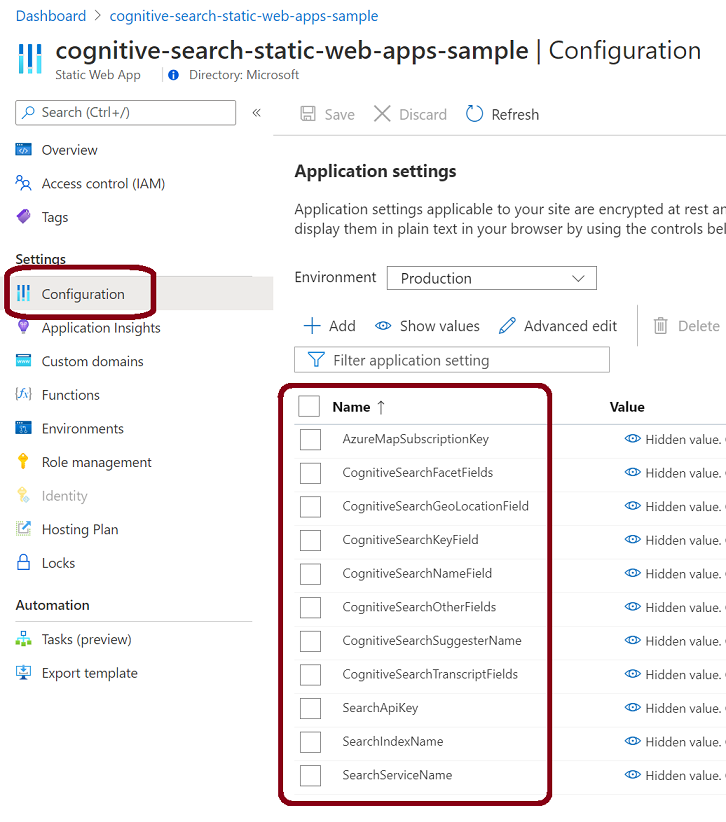 Dashboard > cognitive-search-static-web-apps-sample
cognitive-search-static-web-apps-sample | Configuration
Static Web App
Directory: Microsoft
Search (Ctrl+/)
«
Overview
Access control (IAM)
Tags
Settings
Configuration
Application Insights
Custom domains
Functions
Environments
Role management
Identity
Hosting Plan
Locks
Automation
Tasks (preview)
Export template
Save Discard Refresh
Application settings
Application settings applicable to your site are encrypted at rest
display them in plain text in your browser by using the controls
Environment Production
Add Show values Advanced edit Delete
Filter application setting
Name ↑ Value
AzureMapSubscriptionKey Hidden value.
CognitiveSearchFacetFields Hidden value.
CognitiveSearchGeoLocationField Hidden value.
CognitiveSearchKeyField Hidden value.
CognitiveSearchNameField Hidden value.
CognitiveSearchOtherFields Hidden value.
CognitiveSearchSuggesterName Hidden value.
CognitiveSearchTranscriptFields Hidden value.
SearchApiKey Hidden value.
SearchIndexName Hidden value.
SearchServiceName Hidden value.